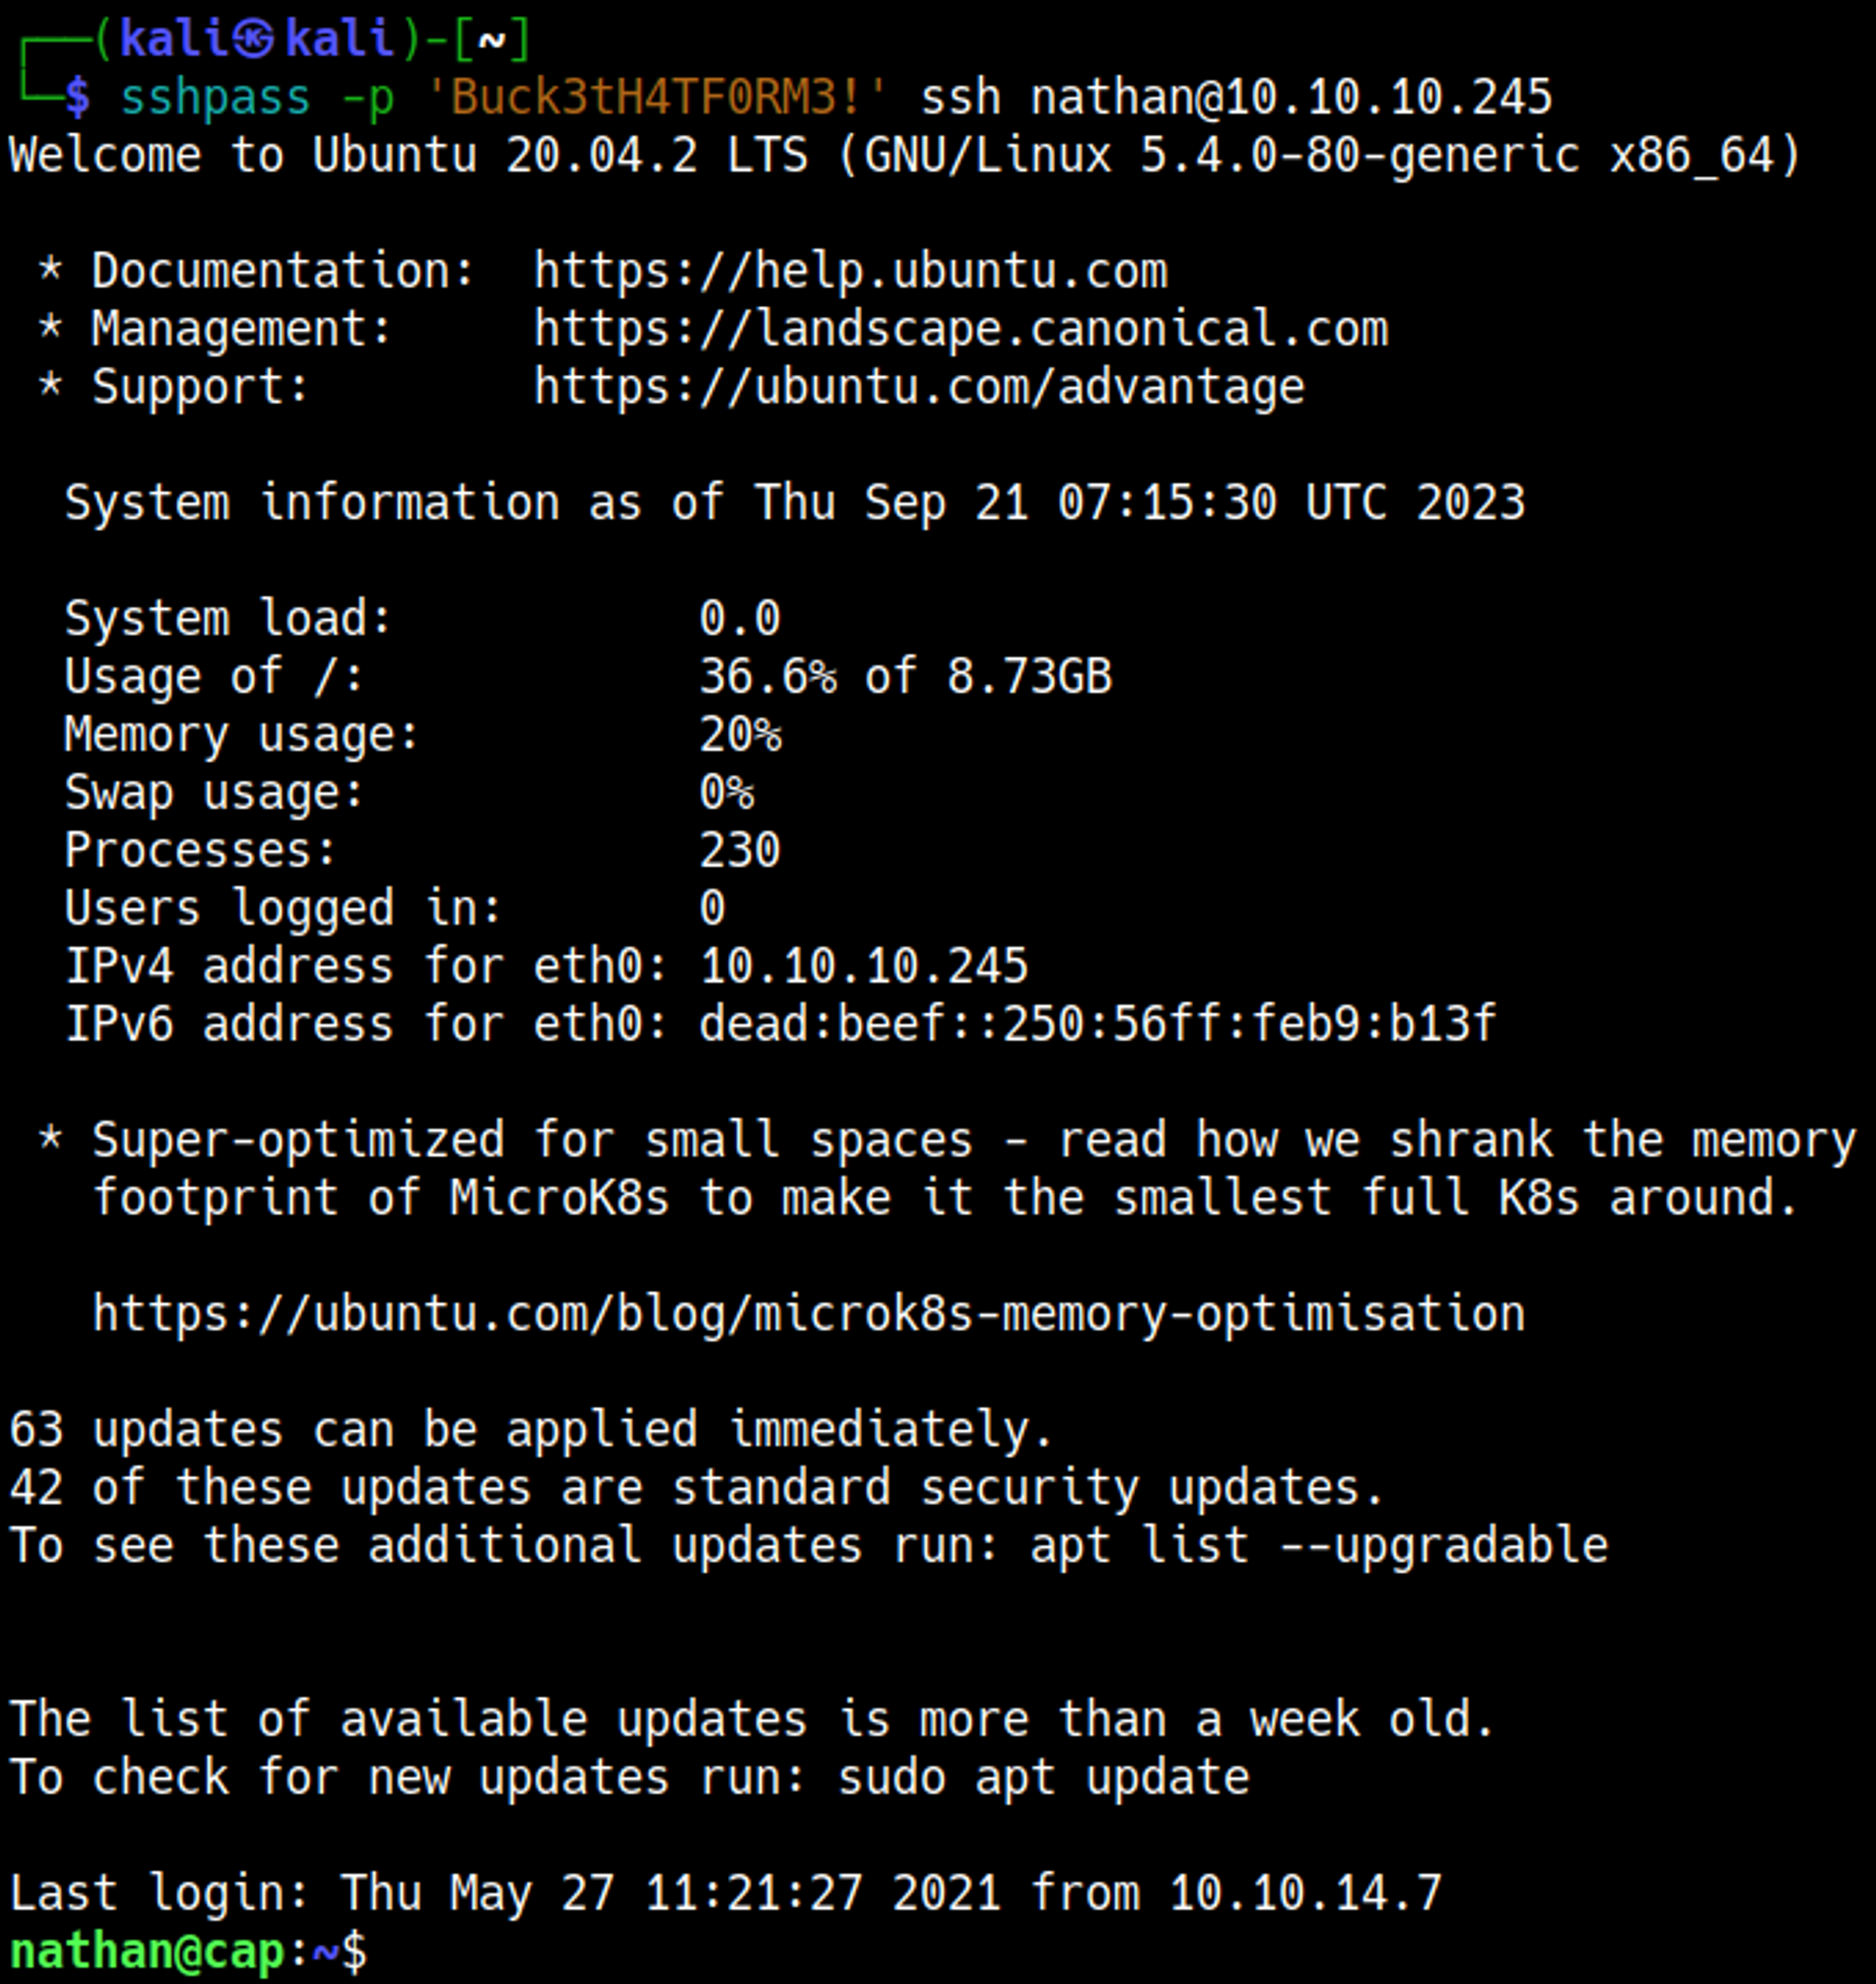 ┌──(kali㉿kali)-[~]
└─$ sshpass -p 'Buck3tH4TF0RM3!' ssh nathan@10.10.10.245
Welcome to Ubuntu 20.04.2 LTS (GNU/Linux 5.4.0-80-generic x86_64)
* Documentation:  https://help.ubuntu.com
* Management:     https://landscape.canonical.com
* Support:        https://ubuntu.com/advantage
System information as of Thu Sep 21 07:15:30 UTC 2023
System load:           0.0
Usage of /:            36.6% of 8.73GB
Memory usage:          20%
Swap usage:            0%
Processes:             230
Users logged in:       0
IPv4 address for eth0: 10.10.10.245
IPv6 address for eth0: dead:beef::250:56ff:feb9:b13f
* Super-optimized for small spaces - read how we shrank the memory
footprint of MicroK8s to make it the smallest full K8s around.
https://ubuntu.com/blog/microk8s-memory-optimisation
63 updates can be applied immediately.
42 of these updates are standard security updates.
To see these additional updates run: apt list --upgradable
The list of available updates is more than a week old.
To check for new updates run: sudo apt update
Last login: Thu May 27 11:21:27 2021 from 10.10.14.7
nathan@cap:~$